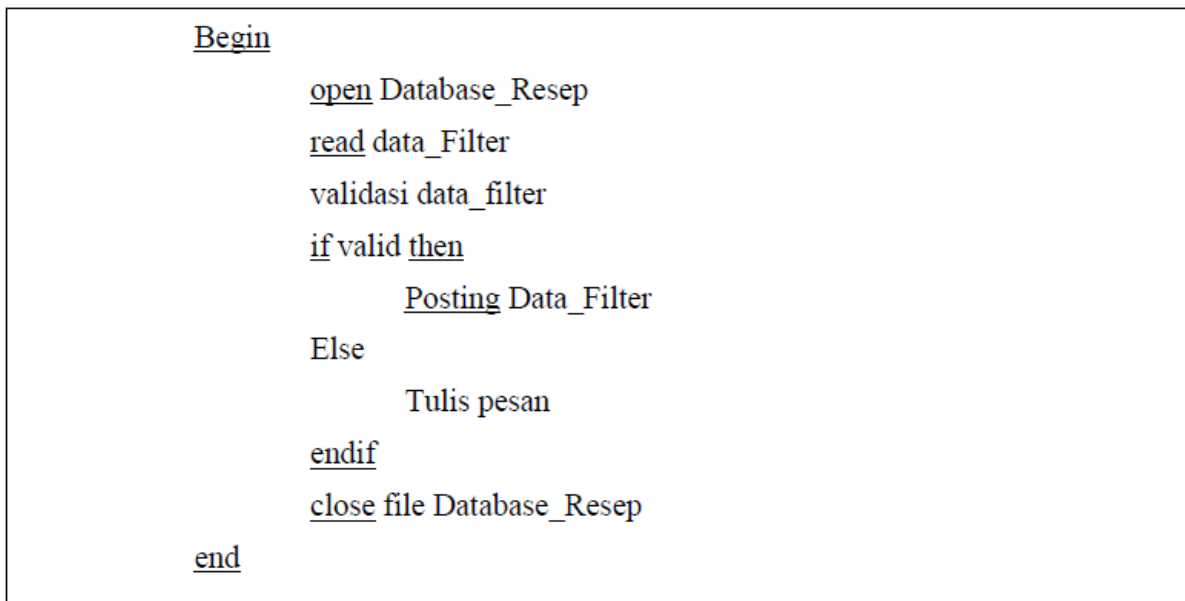 Begin
open Database_Resep
read data_Filter
validasi data_filter
if valid then
Posting Data_Filter
Else
Tulis pesan
endif
close file Database_Resep
end